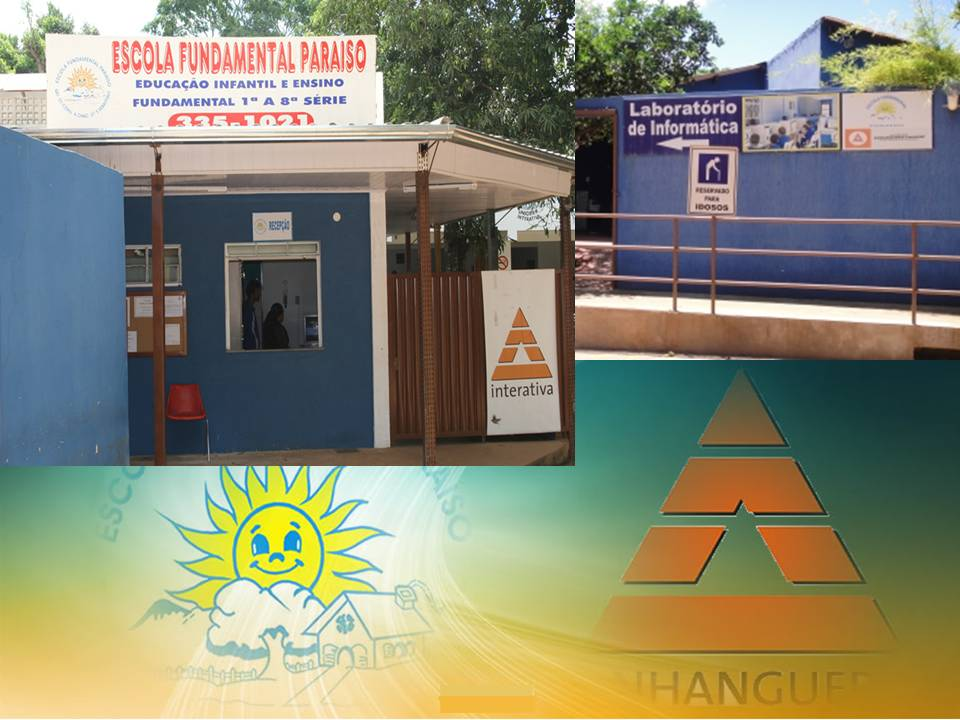 ESCOLA FUNDAMENTAL PARAISO
EDUCAÇÃO INFANTIL E ENSINO
FUNDAMENTAL 1ª A 8ª SÉRIE
335-1021
RECEPÇÃO
interativa
Laboratório
de Informática
RESERVADO
PARA
IDOSOS